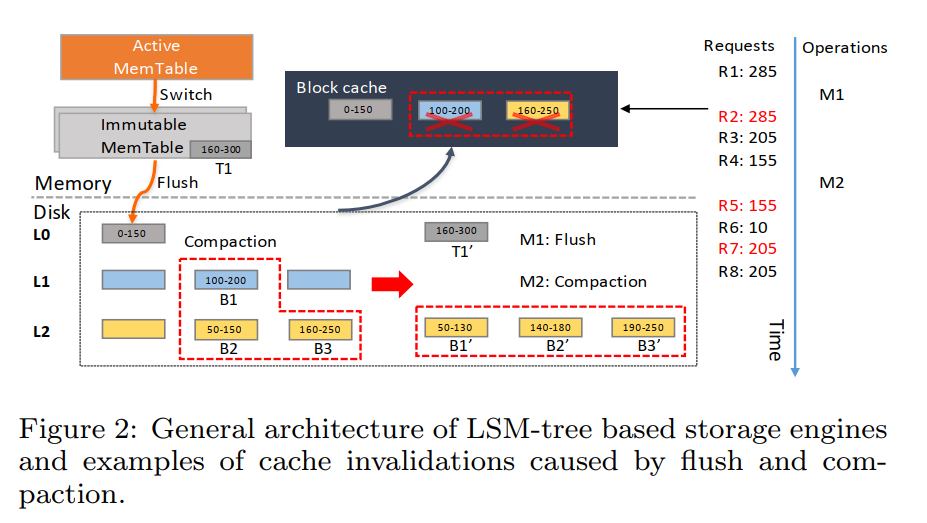 Active
MemTable
Switch
Immutable
MemTable
160-300
T1
Flush
Memory
Disk
Block cache
0-150
100-200
160-250
Requests
Operations
R1: 285
M1
R2: 285
R3: 205
R4: 155
M2
R5: 155
R6: 10
R7: 205
R8: 205
Time
L0
0-150
Compaction
160-300
T1’
M1: Flush
L1
100-200
B1
M2: Compaction
L2
50-150
B2
160-250
B3
50-130
B1’
140-180
B2’
190-250
B3’
Figure 2: General architecture of LSM-tree based storage engines
and examples of cache invalidations caused by flush and com-
paction.